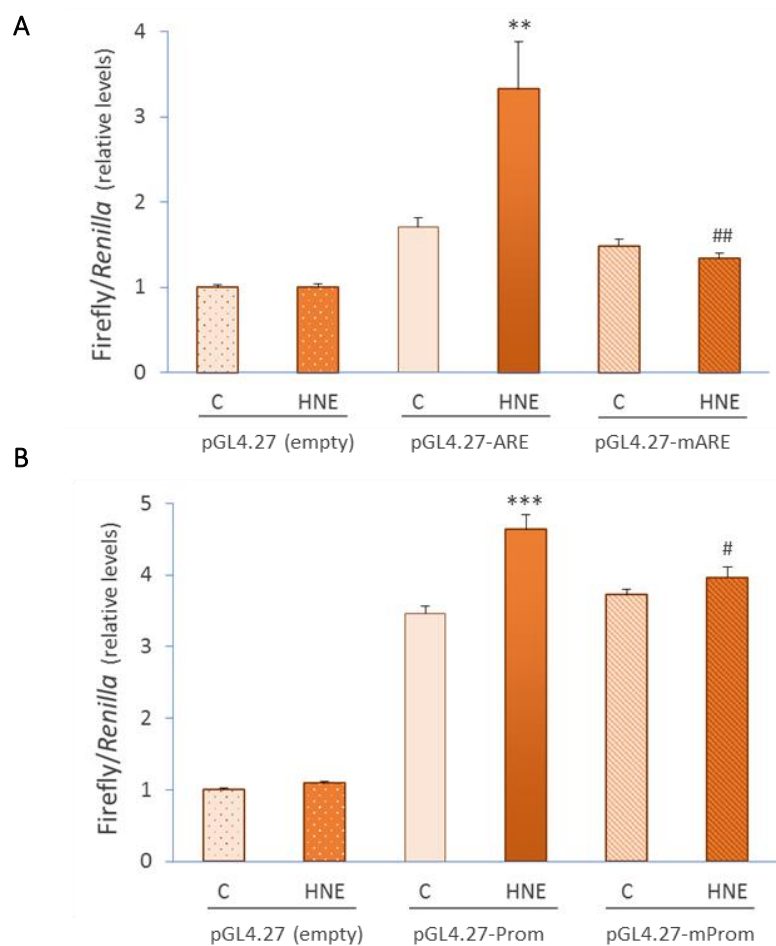 A
Firefly/Renilla (relative levels)
4
3
2
1
0
**
##
C HNE C HNE C HNE
pGL4.27 (empty) pGL4.27-ARE pGL4.27-mARE
B
Firefly/Renilla (relative levels)
5
4
3
2
1
0
***
#
C HNE C HNE C HNE
pGL4.27 (empty) pGL4.27-Prom pGL4.27-mProm